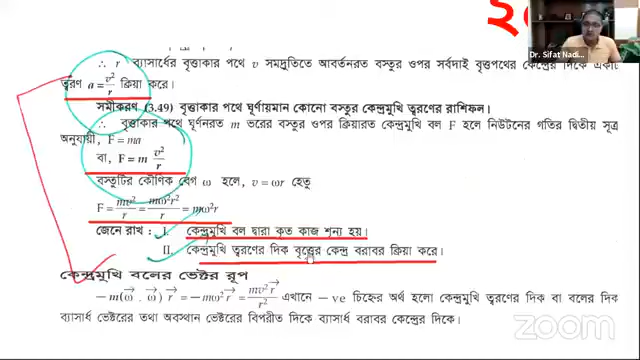 ২০
Dr. Sifat Nadi...
∴ r ব্যাসার্ধের বৃত্তাকার পথে v সমদ্রুতিতে আবর্তনরত বস্তুর ওপর সর্বদাই বৃত্তপথের কেন্দ্রের দিকে একটি
ত্বরণ a = v²/r ক্রিয়া করে।
সমীকরণ (3.49) বৃত্তাকার পথে ঘূর্ণায়মান কোনো বস্তুর কেন্দ্রমুখি ত্বরণের রাশিফল।
∴ বৃত্তাকার পথে ঘূর্ণনরত m ভরের বস্তুর ওপর ক্রিয়ারত কেন্দ্রমুখি বল F হলে নিউটনের গতির দ্বিতীয় সূত্র
অনুযায়ী, F = ma )
বা, F = m v²/r
বস্তুটির কৌণিক বেগ ω হলে, v = ωr হেতু
F = mv²/r = mω²r²/r = mω²r
জেনে রাখ : I. কেন্দ্রমুখি বল দ্বারা কৃত কাজ শূন্য হয়।
II. কেন্দ্রমুখি ত্বরণের দিক বৃত্তের কেন্দ্র বরাবর ক্রিয়া করে।
কেন্দ্রমুখি বলের ভেক্টর রূপ
−m(ω⃗ . ω⃗) r⃗ = −mω² r⃗ = mv² r⃗/r² এখানে − ve চিহ্নের অর্থ হলো কেন্দ্রমুখি ত্বরণের দিক বা বলের দিক
ব্যাসার্ধ ভেক্টরের তথা অবস্থান ভেক্টরের বিপরীত দিকে ব্যাসার্ধ বরাবর কেন্দ্রের দিকে।
zoom